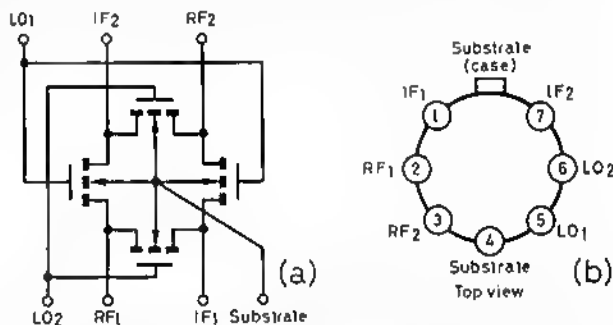 LO1 IF2 RF2
LO2 RF1 IF1 Substrate
(a)
Substrate
(case)
IF1
IF2
1
7
RF1
2
6
LO2
RF2
3
5
LO1
4
Substrate
Top view
(b)